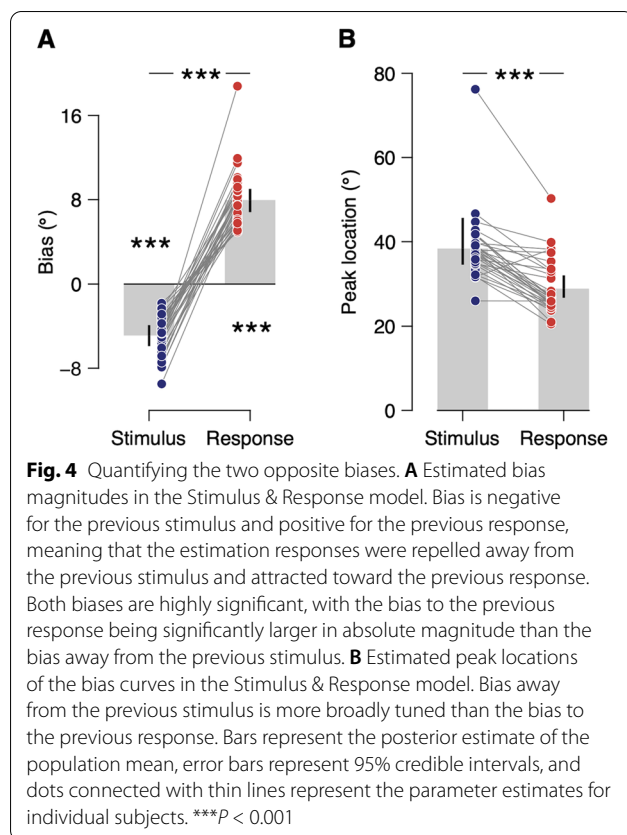 A
B
***
***
16
8
0
−8
***
***
Bias (°)
Stimulus Response
80
60
40
20
0
Peak location (°)
Stimulus Response
Fig. 4 Quantifying the two opposite biases. A Estimated bias
magnitudes in the Stimulus & Response model. Bias is negative
for the previous stimulus and positive for the previous response,
meaning that the estimation responses were repelled away from
the previous stimulus and attracted toward the previous response.
Both biases are highly significant, with the bias to the previous
response being significantly larger in absolute magnitude than the
bias away from the previous stimulus. B Estimated peak locations
of the bias curves in the Stimulus & Response model. Bias away
from the previous stimulus is more broadly tuned than the bias to
the previous response. Bars represent the posterior estimate of the
population mean, error bars represent 95% credible intervals, and
dots connected with thin lines represent the parameter estimates for
individual subjects. ***P < 0.001